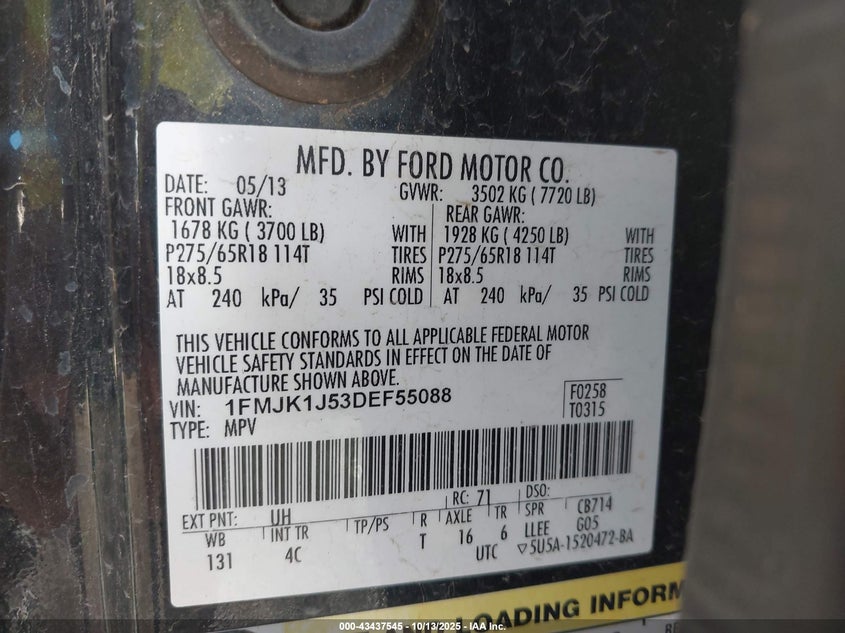 MFD. BY FORD MOTOR CO.
DATE: 05/13 GVWR: 3502 KG ( 7720 LB)
FRONT GAWR: REAR GAWR:
1678 KG ( 3700 LB) WITH 1928 KG ( 4250 LB) WITH
P275/65R18 114T TIRES P275/65R18 114T TIRES
18x8.5 RIMS 18x8.5 RIMS
AT 240 kPa/ 35 PSI COLD AT 240 kPa/ 35 PSI COLD
THIS VEHICLE CONFORMS TO ALL APPLICABLE FEDERAL MOTOR
VEHICLE SAFETY STANDARDS IN EFFECT ON THE DATE OF
MANUFACTURE SHOWN ABOVE.
VIN: 1FMJK1J53DEF55088 F0258
TYPE: MPV T0315
EXT PNT: UH RC: 71 DSO:
WB INT TR TP/PS R AXLE TR SPR CB714
131 4C T 16 6 LLEE G05
UTC ▽5U5A-1520472-BA
LOADING INFORM
000-43437545 - 10/13/2025 - IAA Inc.